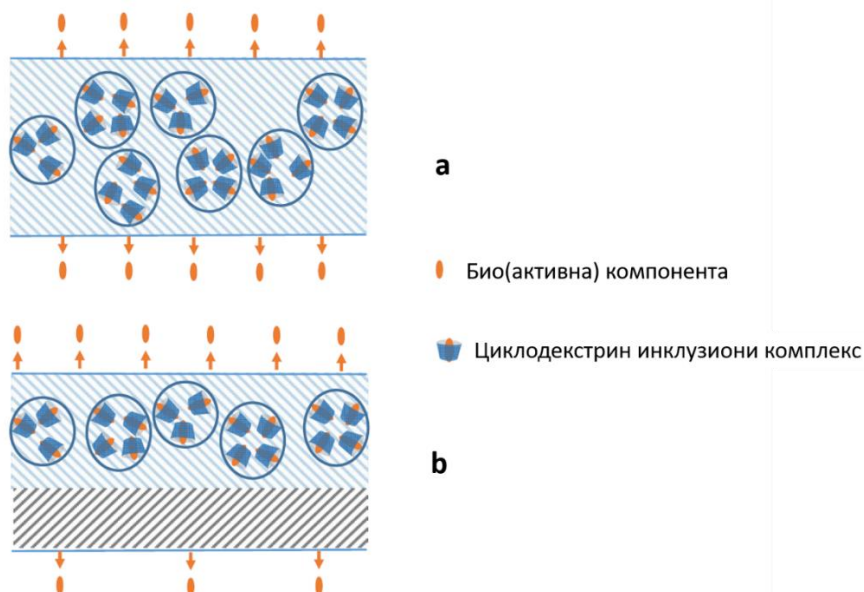 a
Био(активна) компонента
Циклодекстрин инклузиони комплекс
b